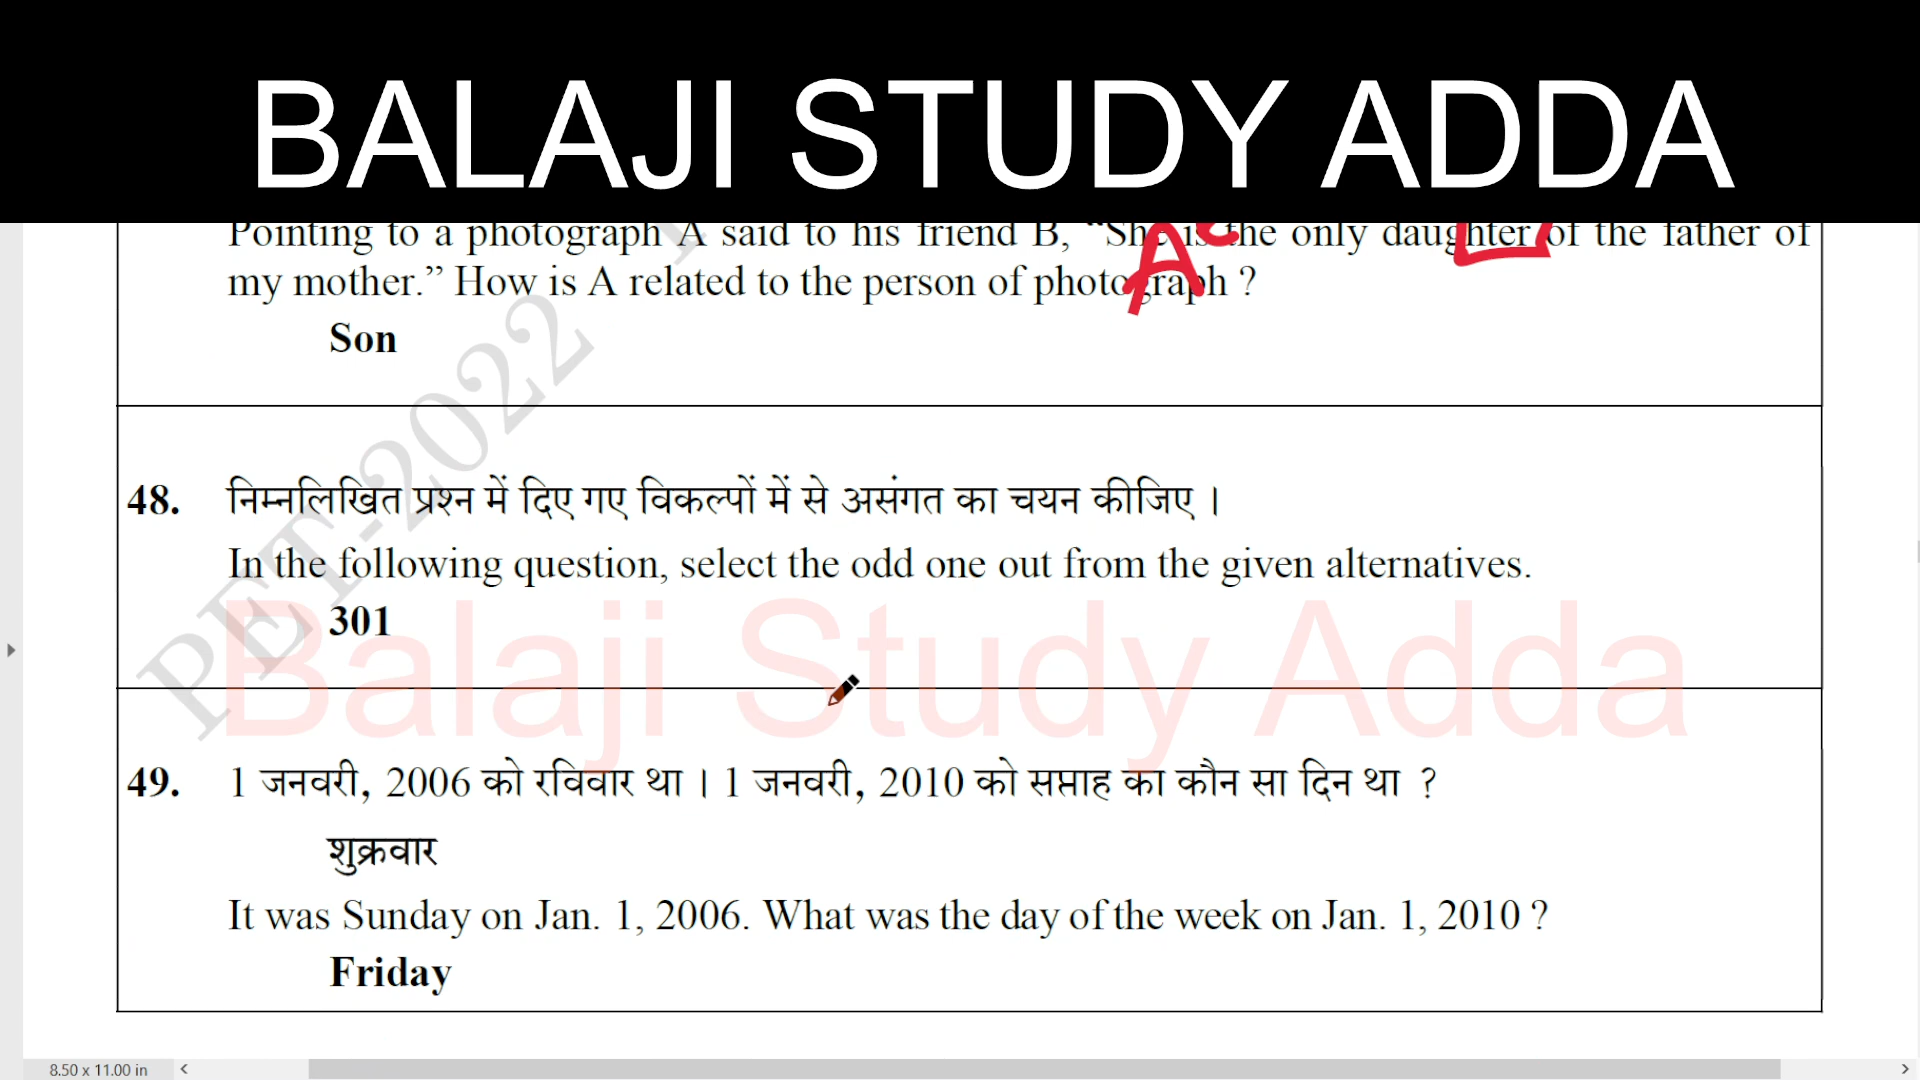 BALAJI STUDY ADDA
Pointing to a photograph A said to his friend B, “She is the only daughter of the father of
my mother.” How is A related to the person of photograph ?
Son
48. निम्नलिखित प्रश्न में दिए गए विकल्पों में से असंगत का चयन कीजिए ।
In the following question, select the odd one out from the given alternatives.
301
PET-2022
Balaji Study Adda
49. 1 जनवरी, 2006 को रविवार था । 1 जनवरी, 2010 को सप्ताह का कौन सा दिन था ?
शुक्रवार
It was Sunday on Jan. 1, 2006. What was the day of the week on Jan. 1, 2010 ?
Friday
8.50 x 11.00 in